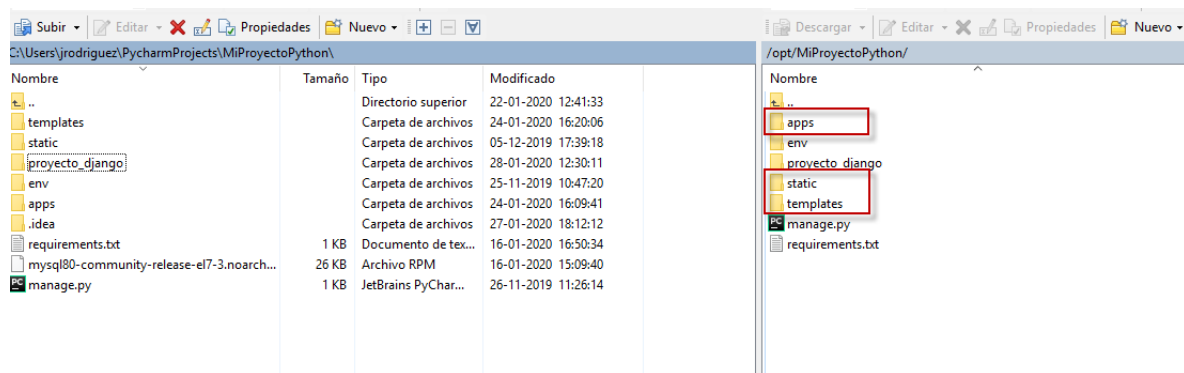 Subir Editar Propiedades Nuevo
C:\Users\jrodriguez\PycharmProjects\MiProyectoPython\
Nombre Tamaño Tipo Modificado
.. Directorio superior 22-01-2020 12:41:33
templates Carpeta de archivos 24-01-2020 16:20:06
static Carpeta de archivos 05-12-2019 17:39:18
proyecto_django Carpeta de archivos 28-01-2020 12:30:11
env Carpeta de archivos 25-11-2019 10:47:20
apps Carpeta de archivos 24-01-2020 16:09:41
.idea Carpeta de archivos 27-01-2020 18:12:12
requirements.txt 1 KB Documento de tex... 16-01-2020 16:50:34
mysql80-community-release-el7-3.noarch... 26 KB Archivo RPM 16-01-2020 15:09:40
manage.py 1 KB JetBrains PyChar... 26-11-2019 11:26:14
Descargar Editar Propiedades Nuevo
/opt/MiProyectoPython/
Nombre
..
apps
env
proyecto_django
static
templates
manage.py
requirements.txt